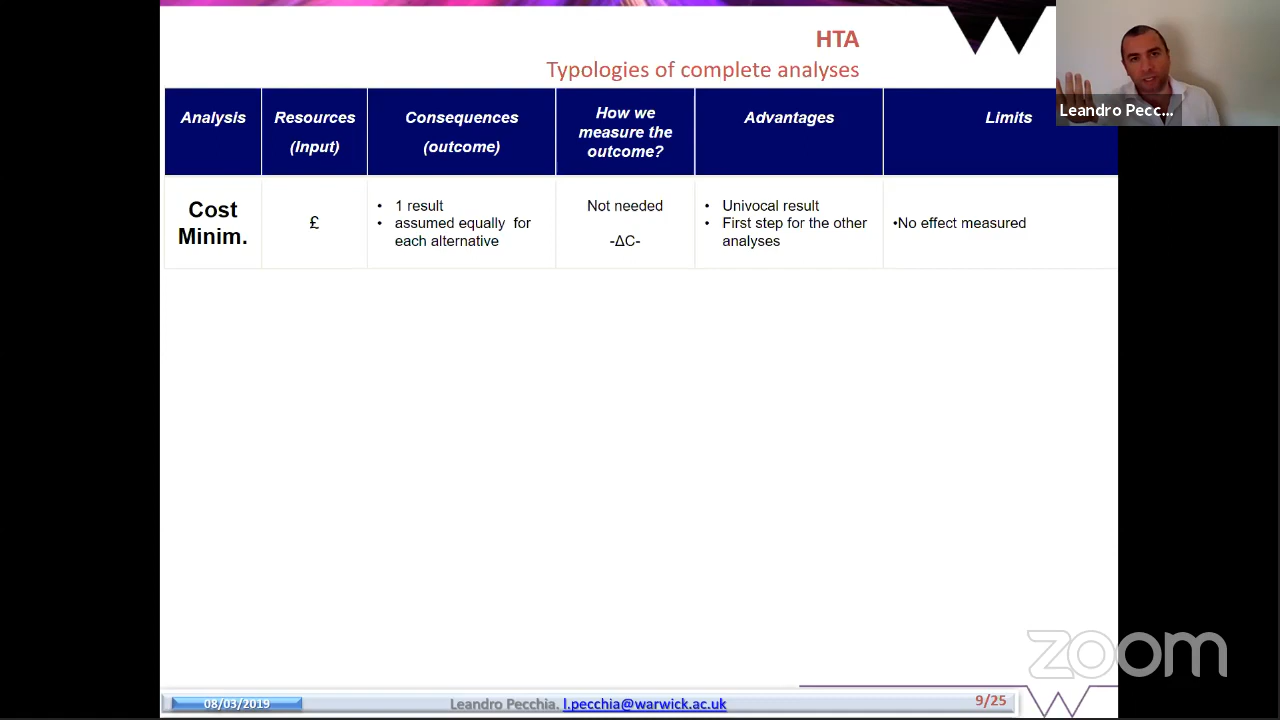 HTA
Typologies of complete analyses
Leandro Pecc...
Analysis
Resources
(Input)
Consequences
(outcome)
How we
measure the
outcome?
Advantages
Limits
Cost
Minim.
£
• 1 result
• assumed equally for
each alternative
Not needed
-ΔC-
• Univocal result
• First step for the other
analyses
•No effect measured
zoom
08/03/2019
Leandro Pecchia. l.pecchia@warwick.ac.uk
9/25